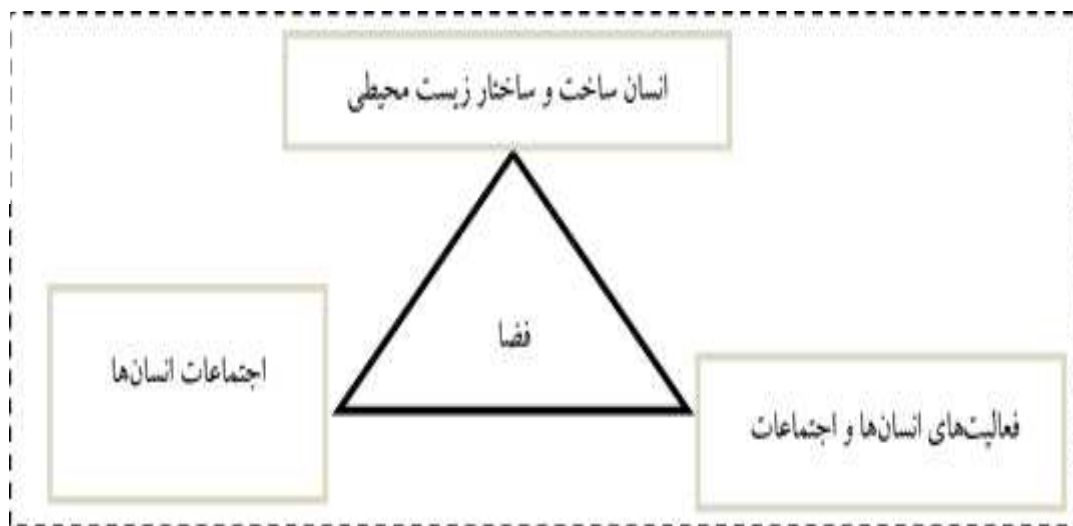 انسان ساخت و ساختار زیست محیطی
فضا
اجتماعات انسان‌ها
فعالیت‌های انسان‌ها و اجتماعات